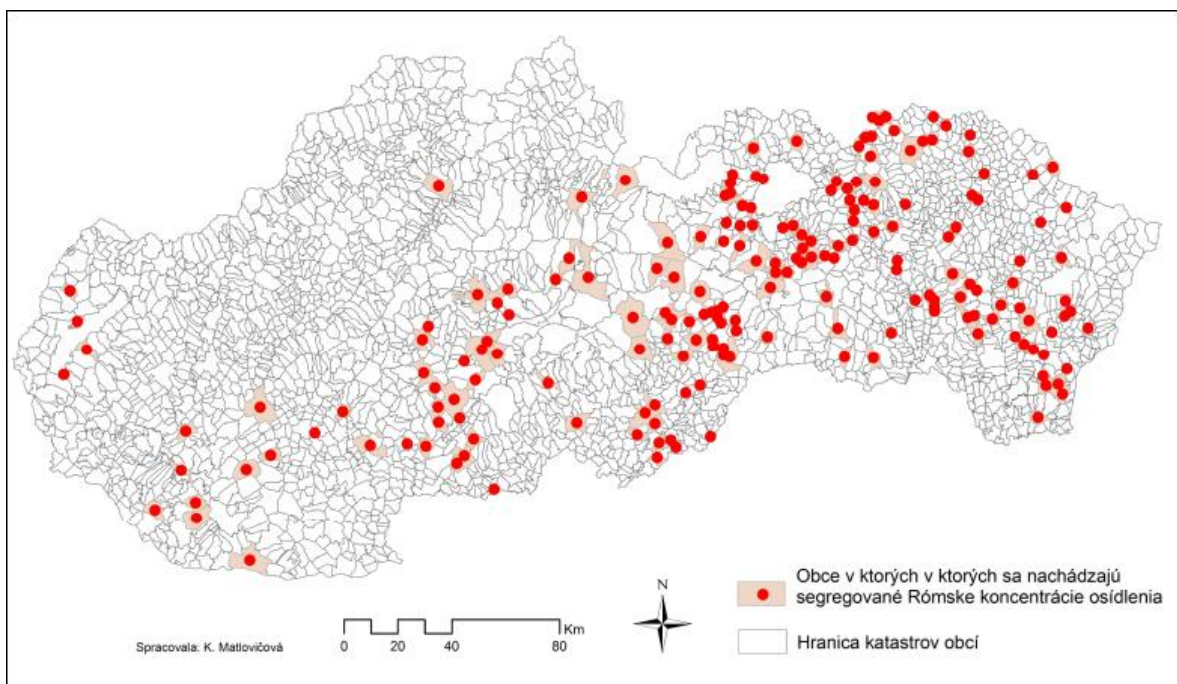 N
Obce v ktorých v ktorých sa nachádzajú
segregované Rómske koncentrácie osídlenia
Hranica katastrov obcí
Km
0 20 40 80
Spracovala: K. Matlovičová